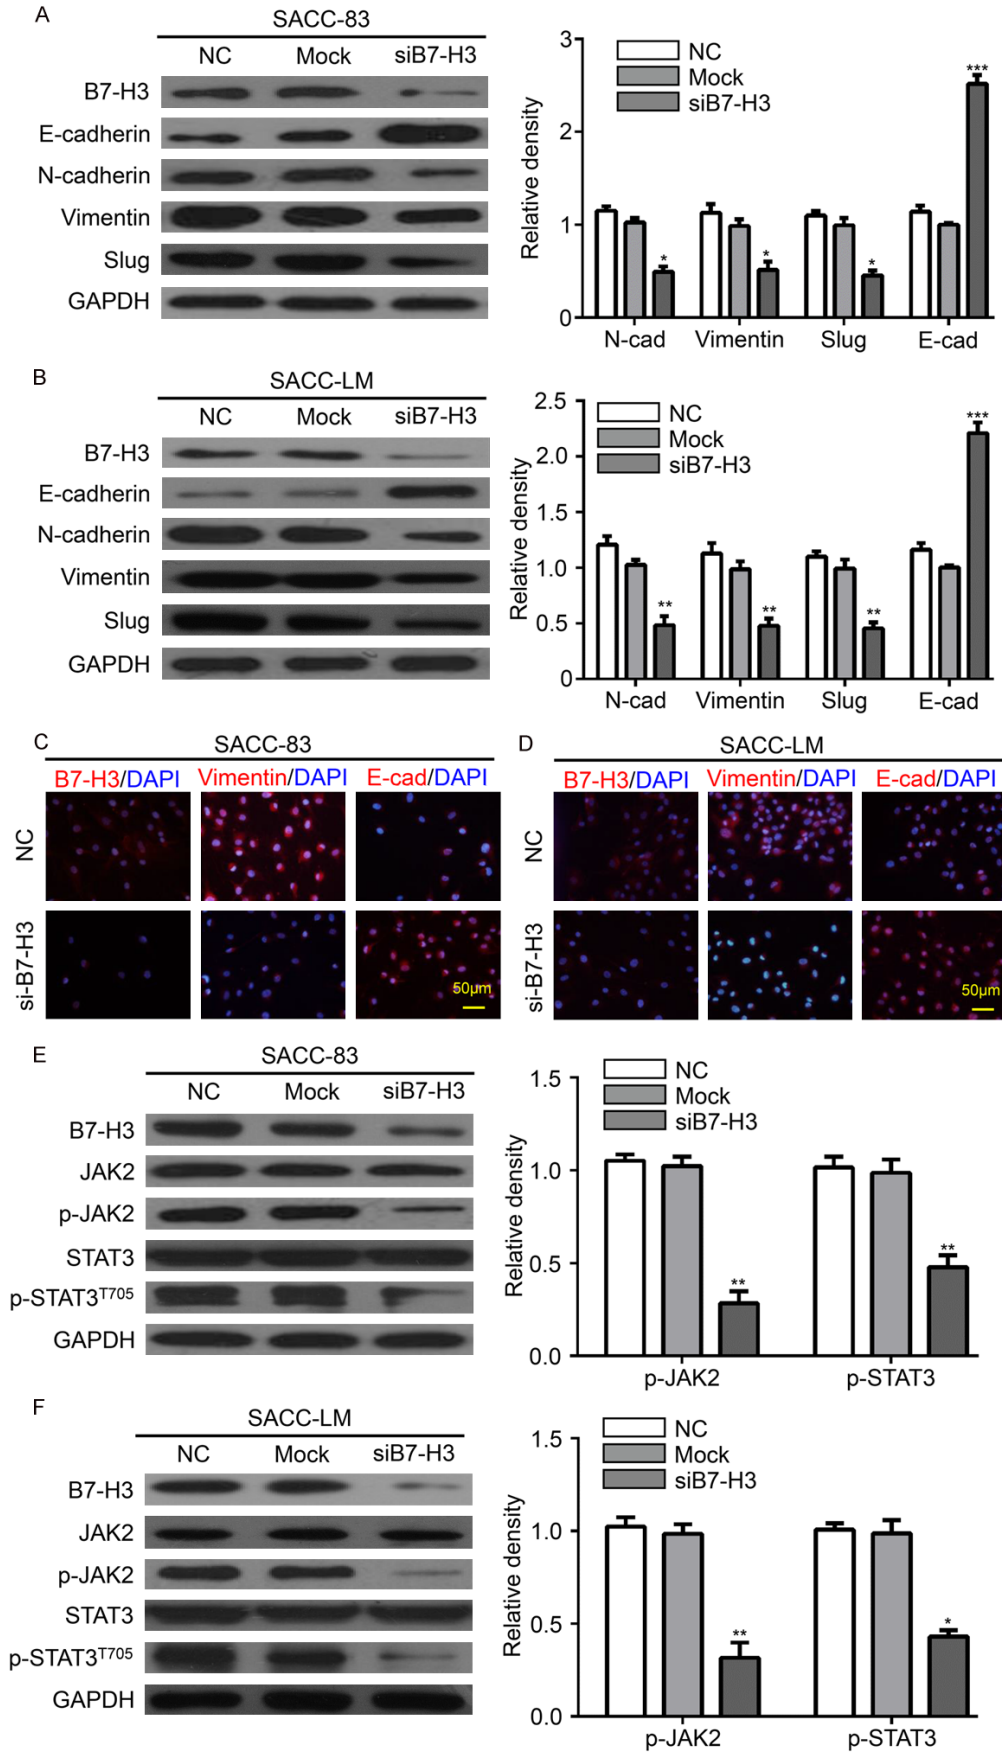 A
SACC-83
NC Mock siB7-H3
B7-H3
E-cadherin
N-cadherin
Vimentin
Slug
GAPDH
Relative density
3
2
1
0
NC
Mock
siB7-H3
* * * ***
N-cad Vimentin Slug E-cad
B
SACC-LM
NC Mock siB7-H3
B7-H3
E-cadherin
N-cadherin
Vimentin
Slug
GAPDH
Relative density
2.5
2.0
1.5
1.0
0.5
0
NC
Mock
siB7-H3
** ** ** ***
N-cad Vimentin Slug E-cad
C
SACC-83
B7-H3/DAPI Vimentin/DAPI E-cad/DAPI
NC
si-B7-H3
50μm
D
SACC-LM
B7-H3/DAPI Vimentin/DAPI E-cad/DAPI
NC
si-B7-H3
50μm
E
SACC-83
NC Mock siB7-H3
B7-H3
JAK2
p-JAK2
STAT3
p-STAT3T705
GAPDH
Relative density
1.5
1.0
0.5
0.0
NC
Mock
siB7-H3
** **
p-JAK2 p-STAT3
F
SACC-LM
NC Mock siB7-H3
B7-H3
JAK2
p-JAK2
STAT3
p-STAT3T705
GAPDH
Relative density
1.5
1.0
0.5
0.0
NC
Mock
siB7-H3
** *
p-JAK2 p-STAT3